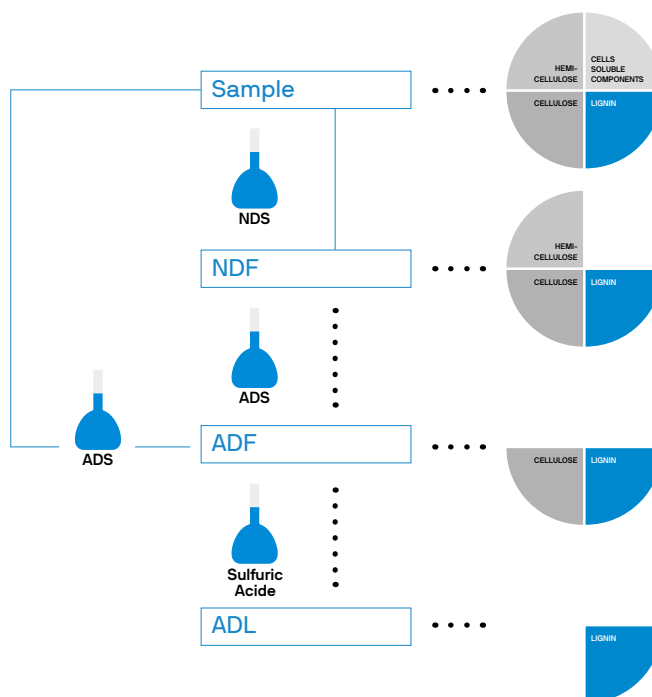 Sample
HEMI-
CELLULOSE
CELLS
SOLUBLE
COMPONENTS
CELLULOSE
LIGNIN
NDS
NDF
HEMI-
CELLULOSE
CELLULOSE
LIGNIN
ADS
ADS
ADF
CELLULOSE
LIGNIN
Sulfuric
Acide
ADL
LIGNIN